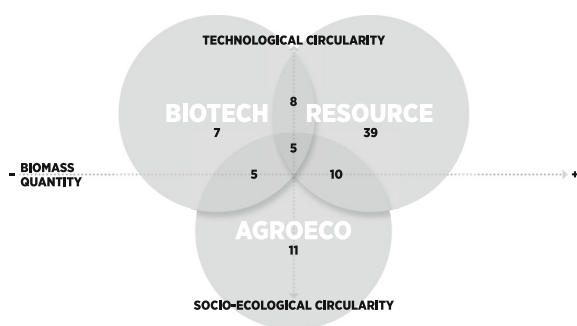 TECHNOLOGICAL CIRCULARITY
8
BIOTECH RESOURCE
7 39
5
- BIOMASS QUANTITY +
5 10
AGROECO
11
SOCIO-ECOLOGICAL CIRCULARITY